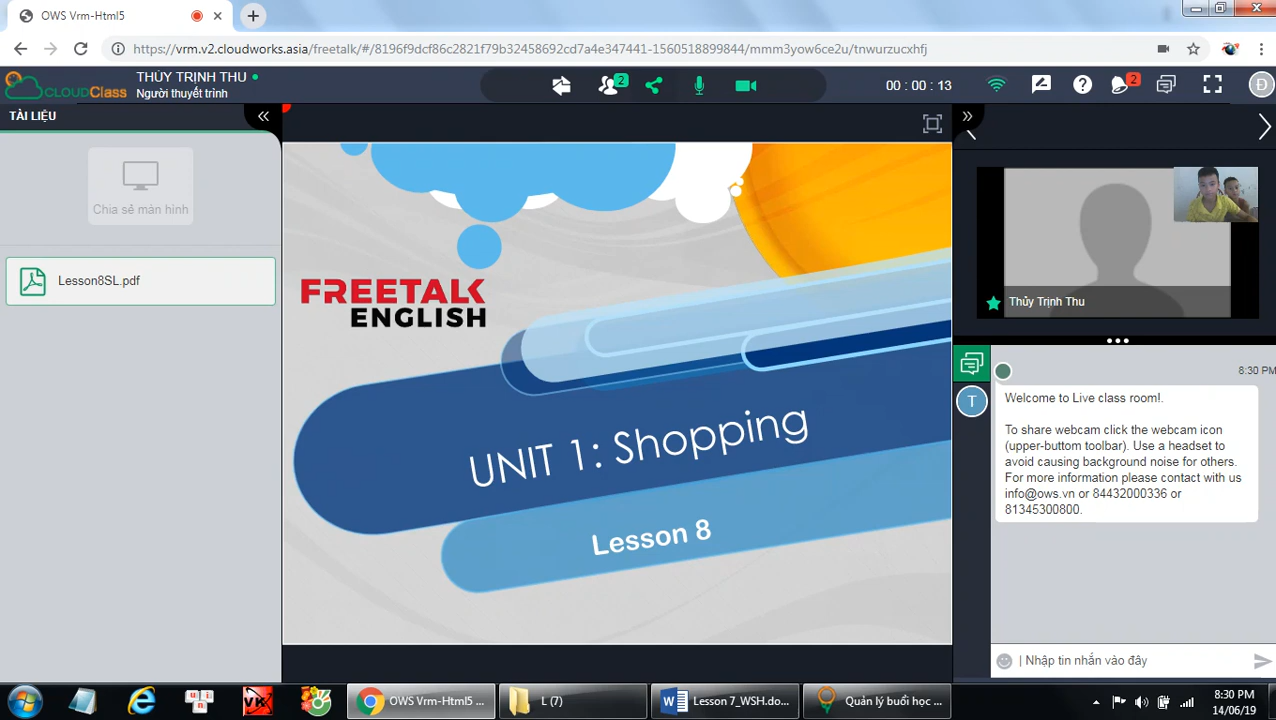 OWS Vrm-Html5
https://vrm.v2.cloudworks.asia/freetalk/#/8196f9dcf86c2821f79b32458692cd7a4e347441-1560518899844/mmm3yow6ce2u/tnwurzucxhfj
CLOUDClass
THỦY TRỊNH THU
Người thuyết trình
2
00 : 00 : 13
2
Đ
TÀI LIỆU
Chia sẻ màn hình
Lesson8SL.pdf
FREETALK
ENGLISH
UNIT 1: Shopping
Lesson 8
Thủy Trịnh Thu
8:30 PM
T
Welcome to Live class room!.
To share webcam click the webcam icon
(upper-buttom toolbar). Use a headset to
avoid causing background noise for others.
For more information please contact with us
info@ows.vn or 84432000336 or
81345300800.
Nhập tin nhắn vào đây
OWS Vrm-Html5 ...
L (7)
Lesson 7_WSH.do...
Quản lý buổi học ...
8:30 PM
14/06/19